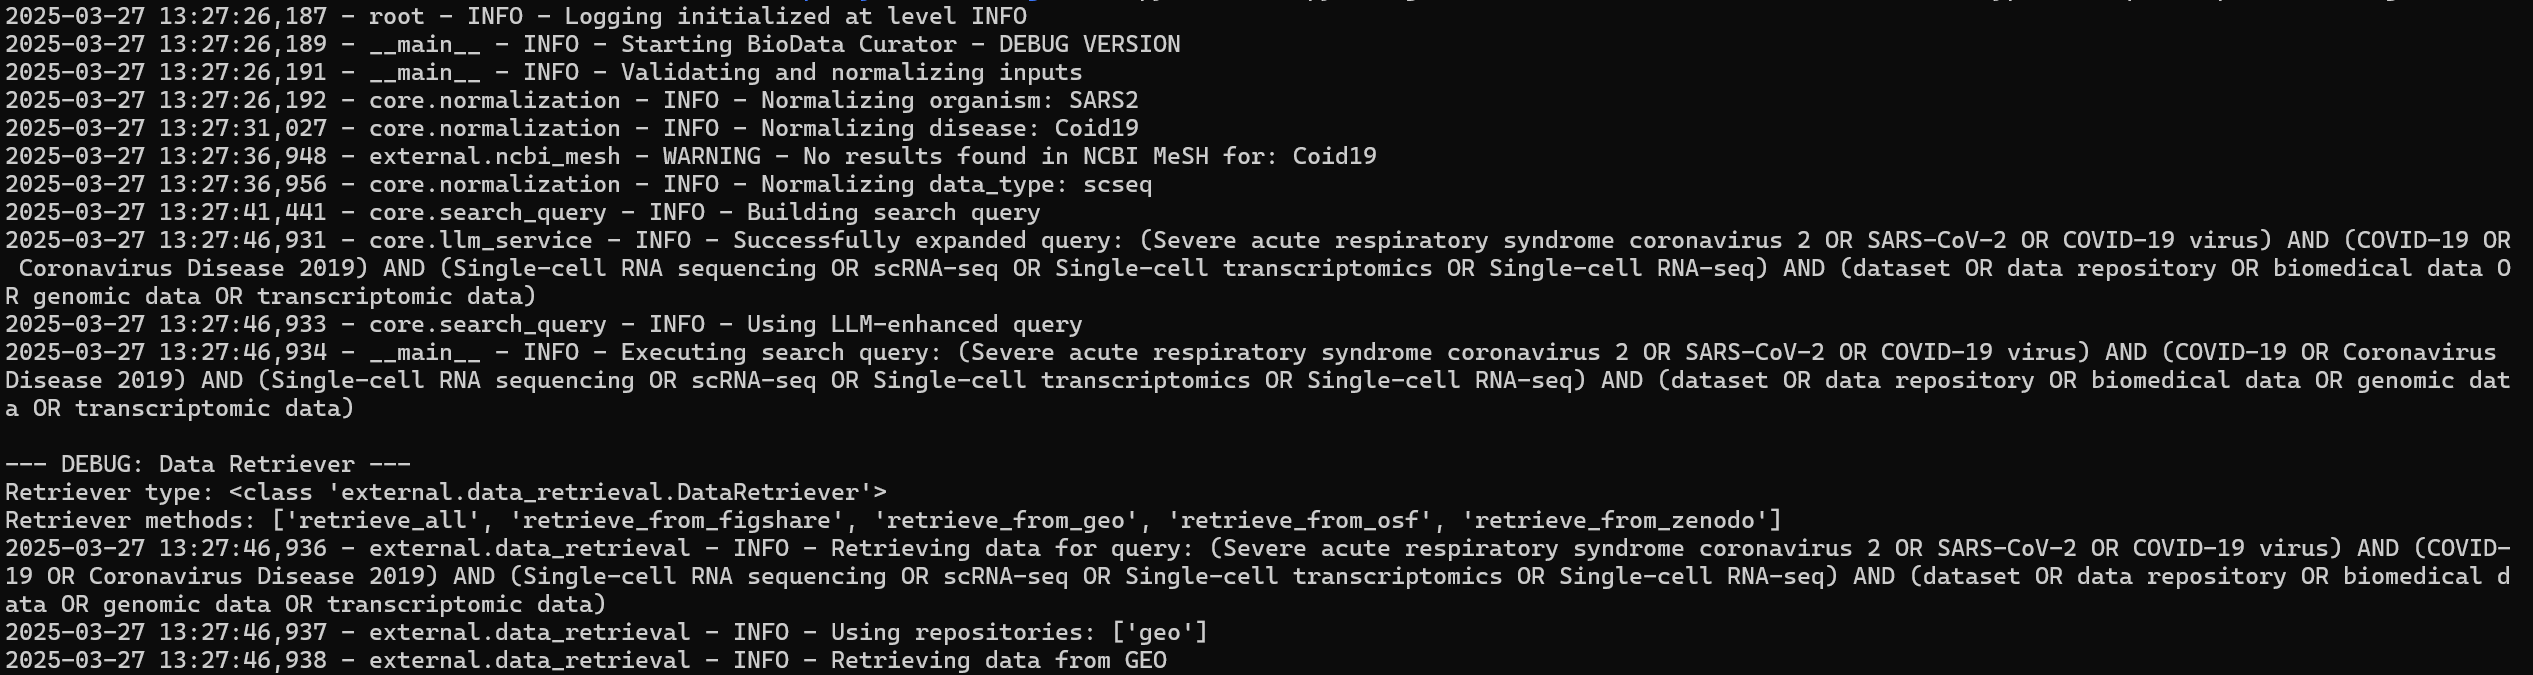 2025-03-27 13:27:26,187 - root - INFO - Logging initialized at level INFO
2025-03-27 13:27:26,189 - __main__ - INFO - Starting BioData Curator - DEBUG VERSION
2025-03-27 13:27:26,191 - __main__ - INFO - Validating and normalizing inputs
2025-03-27 13:27:26,192 - core.normalization - INFO - Normalizing organism: SARS2
2025-03-27 13:27:31,027 - core.normalization - INFO - Normalizing disease: Coid19
2025-03-27 13:27:36,948 - external.ncbi_mesh - WARNING - No results found in NCBI MeSH for: Coid19
2025-03-27 13:27:36,956 - core.normalization - INFO - Normalizing data_type: scseq
2025-03-27 13:27:41,441 - core.search_query - INFO - Building search query
2025-03-27 13:27:46,931 - core.llm_service - INFO - Successfully expanded query: (Severe acute respiratory syndrome coronavirus 2 OR SARS-CoV-2 OR COVID-19 virus) AND (COVID-19 OR
 Coronavirus Disease 2019) AND (Single-cell RNA sequencing OR scRNA-seq OR Single-cell transcriptomics OR Single-cell RNA-seq) AND (dataset OR data repository OR biomedical data O
R genomic data OR transcriptomic data)
2025-03-27 13:27:46,933 - core.search_query - INFO - Using LLM-enhanced query
2025-03-27 13:27:46,934 - __main__ - INFO - Executing search query: (Severe acute respiratory syndrome coronavirus 2 OR SARS-CoV-2 OR COVID-19 virus) AND (COVID-19 OR Coronavirus
Disease 2019) AND (Single-cell RNA sequencing OR scRNA-seq OR Single-cell transcriptomics OR Single-cell RNA-seq) AND (dataset OR data repository OR biomedical data OR genomic dat
a OR transcriptomic data)

--- DEBUG: Data Retriever ---
Retriever type: <class 'external.data_retrieval.DataRetriever'>
Retriever methods: ['retrieve_all', 'retrieve_from_figshare', 'retrieve_from_geo', 'retrieve_from_osf', 'retrieve_from_zenodo']
2025-03-27 13:27:46,936 - external.data_retrieval - INFO - Retrieving data for query: (Severe acute respiratory syndrome coronavirus 2 OR SARS-CoV-2 OR COVID-19 virus) AND (COVID-
19 OR Coronavirus Disease 2019) AND (Single-cell RNA sequencing OR scRNA-seq OR Single-cell transcriptomics OR Single-cell RNA-seq) AND (dataset OR data repository OR biomedical d
ata OR genomic data OR transcriptomic data)
2025-03-27 13:27:46,937 - external.data_retrieval - INFO - Using repositories: ['geo']
2025-03-27 13:27:46,938 - external.data_retrieval - INFO - Retrieving data from GEO